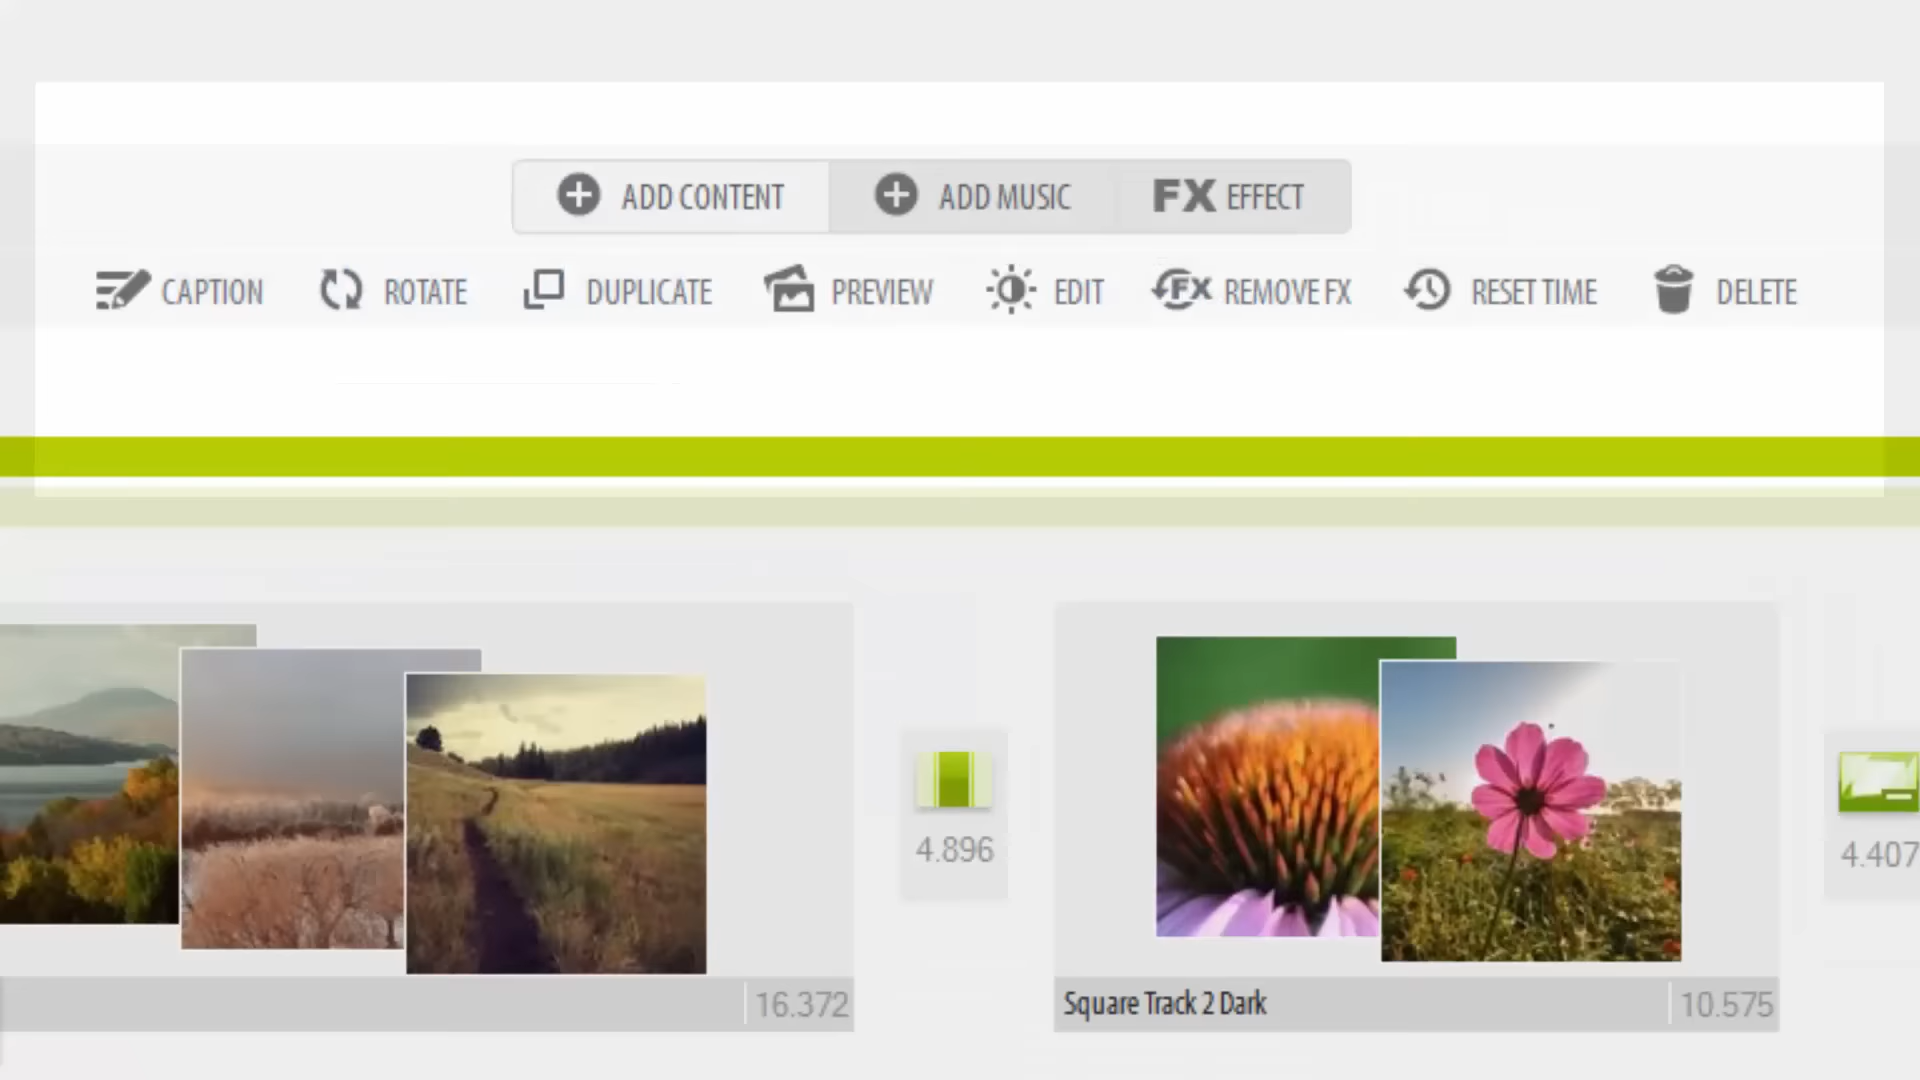 ADD CONTENT ADD MUSIC FX EFFECT
CAPTION ROTATE DUPLICATE PREVIEW EDIT FX REMOVE FX RESET TIME DELETE
4.896
4.407
16.372
Square Track 2 Dark 10.575